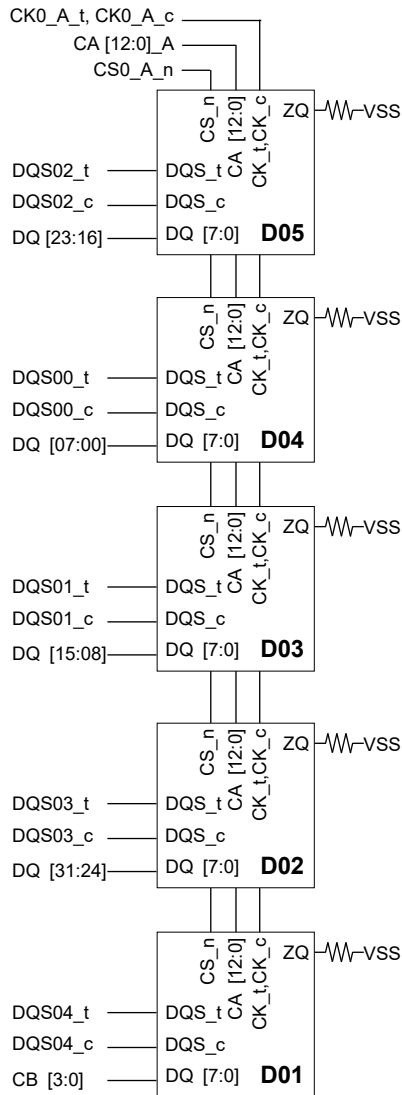 CK0_A_t, CK0_A_c
CA [12:0]_A
CS0_A_n
CS_n
CA [12:0]
CK_t,CK_c
ZQ
VSS
DQS02_t
DQS_t
DQS02_c
DQS_c
DQ [23:16]
DQ [7:0]
D05
CS_n
CA [12:0]
CK_t,CK_c
ZQ
VSS
DQS00_t
DQS_t
DQS00_c
DQS_c
DQ [07:00]
DQ [7:0]
D04
CS_n
CA [12:0]
CK_t,CK_c
ZQ
VSS
DQS01_t
DQS_t
DQS01_c
DQS_c
DQ [15:08]
DQ [7:0]
D03
CS_n
CA [12:0]
CK_t,CK_c
ZQ
VSS
DQS03_t
DQS_t
DQS03_c
DQS_c
DQ [31:24]
DQ [7:0]
D02
CS_n
CA [12:0]
CK_t,CK_c
ZQ
VSS
DQS04_t
DQS_t
DQS04_c
DQS_c
CB [3:0]
DQ [7:0]
D01